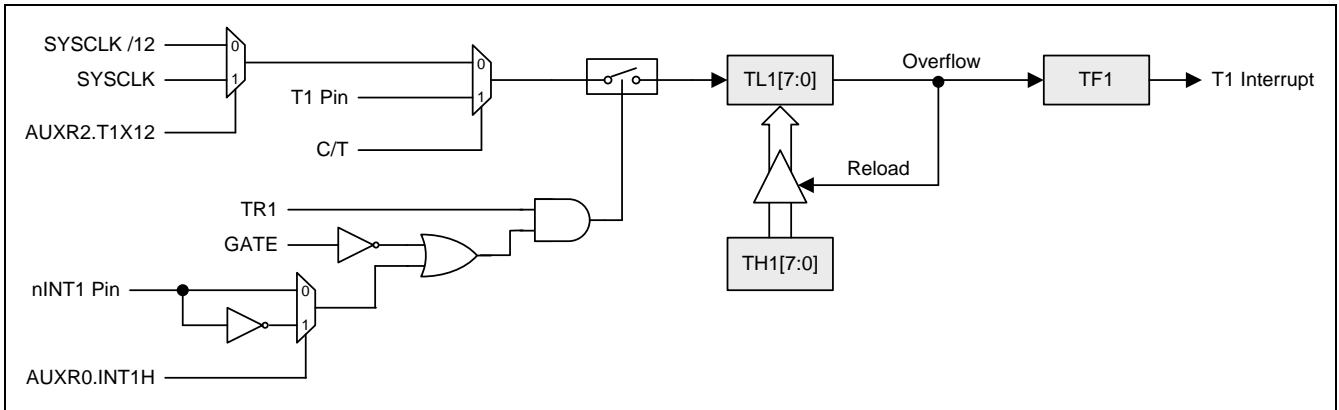 SYSCLK /12
0
SYSCLK
1
AUXR2.T1X12
T1 Pin
0
1
C/T
TL1[7:0]
Overflow
TF1
T1 Interrupt
Reload
TH1[7:0]
TR1
GATE
nINT1 Pin
0
1
AUXR0.INT1H